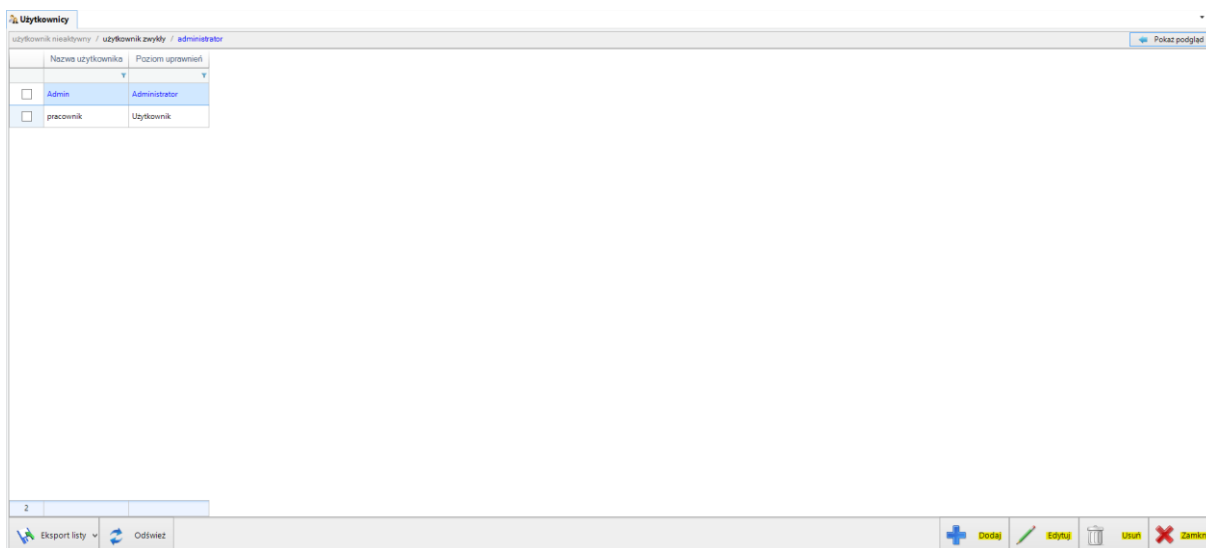 Użytkownicy
użytkownik nieaktywny / użytkownik zwykły / administrator
Pokaż podgląd
Nazwa użytkownika Poziom uprawnień
Admin Administrator
pracownik Użytkownik
2
Eksport listy Odśwież Dodaj Edytuj Usuń Zamkn